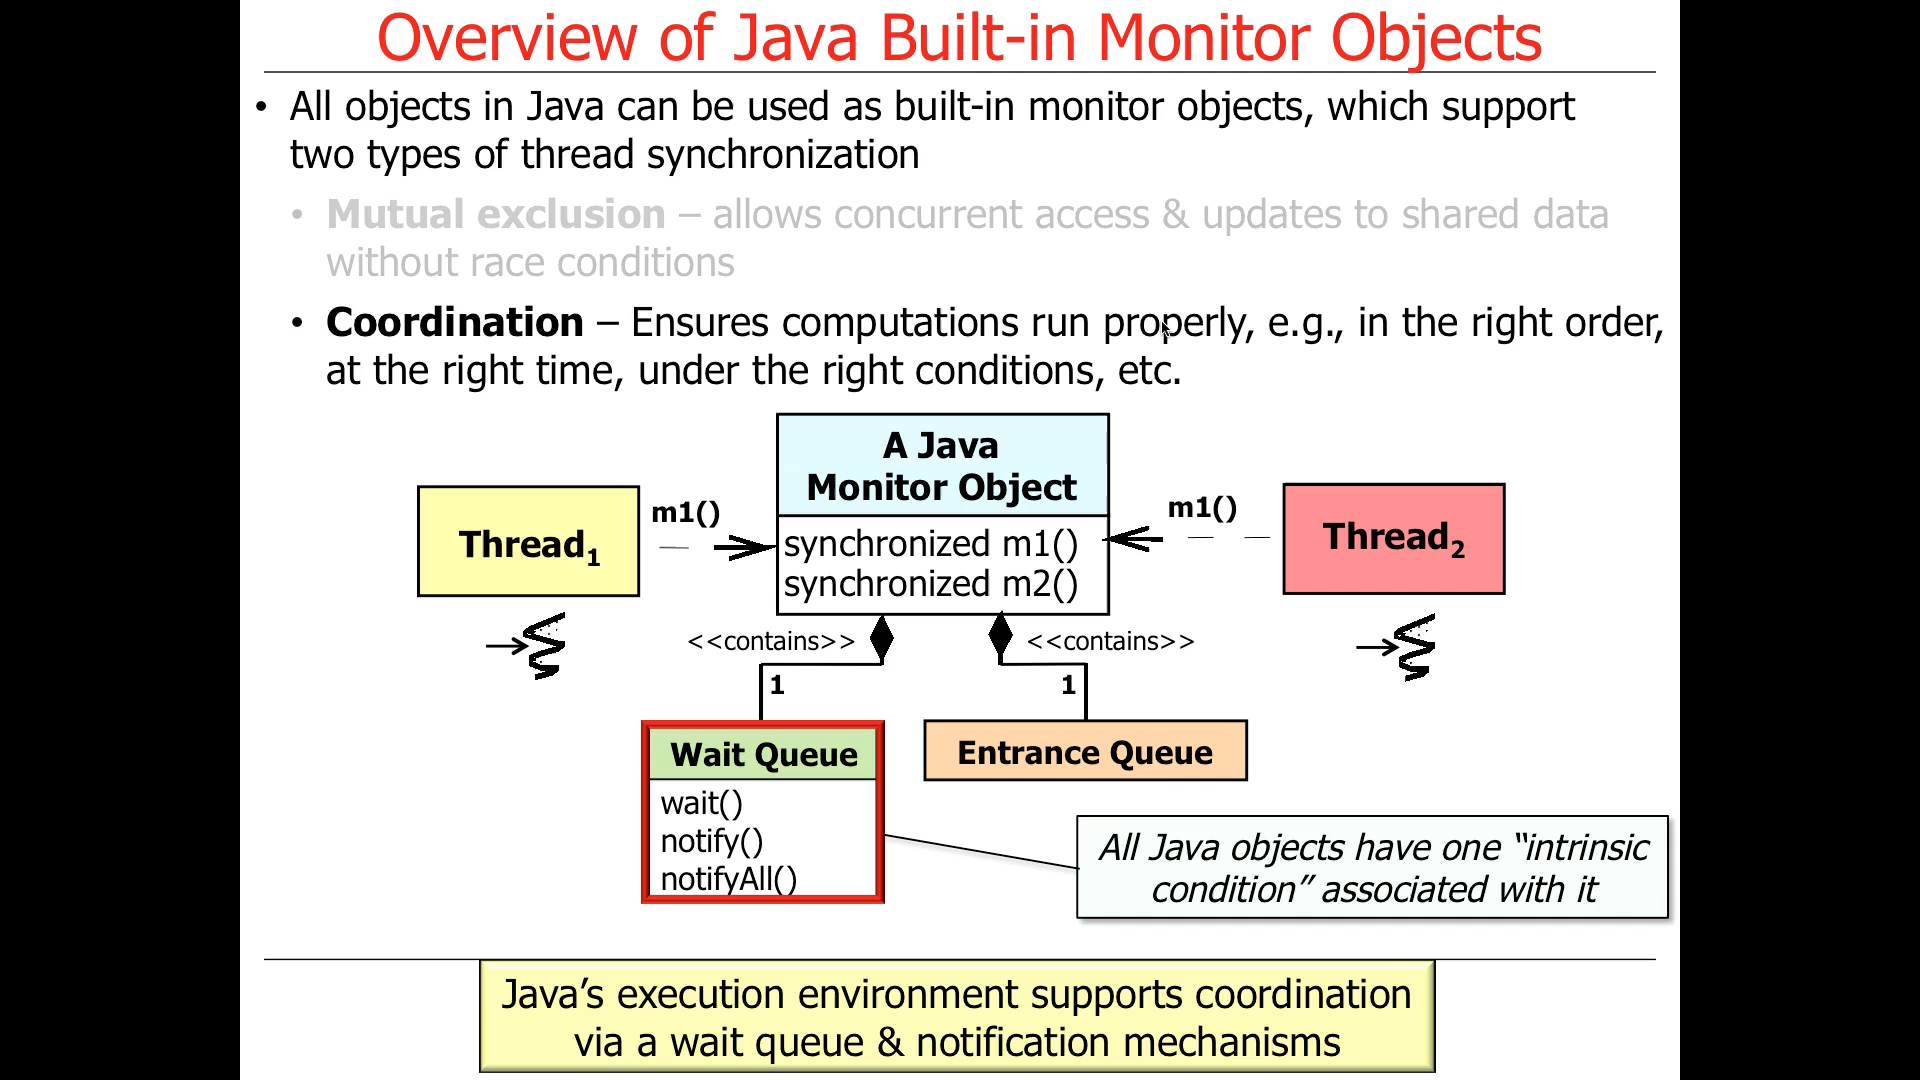 Overview of Java Built-in Monitor Objects
• All objects in Java can be used as built-in monitor objects, which support
two types of thread synchronization
• Mutual exclusion – allows concurrent access & updates to shared data
without race conditions
• Coordination – Ensures computations run properly, e.g., in the right order,
at the right time, under the right conditions, etc.
A Java
Monitor Object
synchronized m1()
synchronized m2()
Thread1
m1()
m1()
Thread2
<<contains>>
<<contains>>
1
1
Wait Queue
wait()
notify()
notifyAll()
Entrance Queue
All Java objects have one “intrinsic
condition” associated with it
Java’s execution environment supports coordination
via a wait queue & notification mechanisms